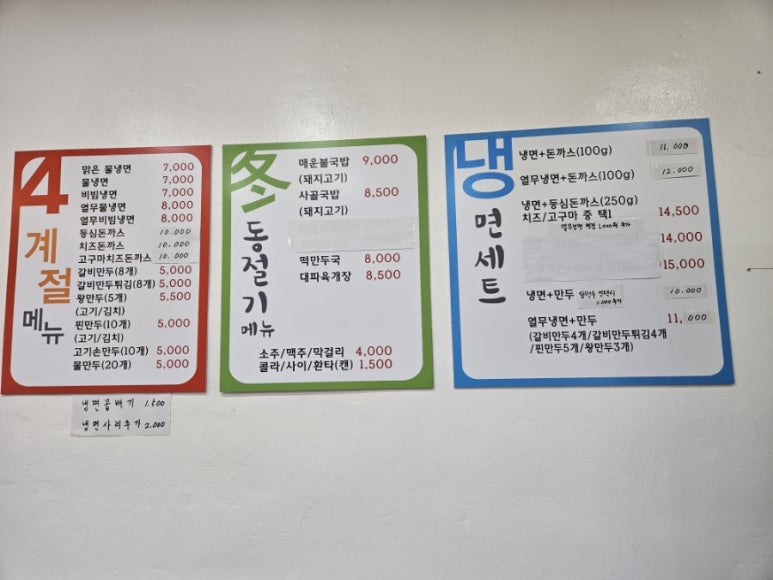 4계절메뉴
맑은 물냉면 7,000
물냉면 7,000
비빔냉면 7,000
열무물냉면 8,000
열무비빔냉면 8,000
등심돈까스 10.000
치즈돈까스 10.000
고구마치즈돈까스 10.000
갈비만두(8개) 5,000
갈비만두튀김(8개) 5,000
왕만두(5개) 5,500
(고기/김치)
찐만두(10개) 5,000
(고기/김치)
고기손만두(10개) 5,000
물만두(20개) 5,000
냉면곱배기 1.500
냉면사리추가 2.000
冬동절기메뉴
매운불국밥 9,000
(돼지고기)
사골국밥 8,500
(돼지고기)
떡만두국 8,000
대파육개장 8,500
소주/맥주/막걸리 4,000
콜라/사이/환타(캔) 1,500
냉면세트
냉면+돈까스(100g) 11.000
열무냉면+돈까스(100g) 12.000
냉면+등심돈까스(250g)
치즈/고구마 중 택1 14,500
14,000
15,000
냉면+만두 왕만두 선택시 10.000
1.000추가
열무냉면+만두 11,000
(갈비만두4개/갈비만두튀김4개
/찐만두5개/왕만두3개)